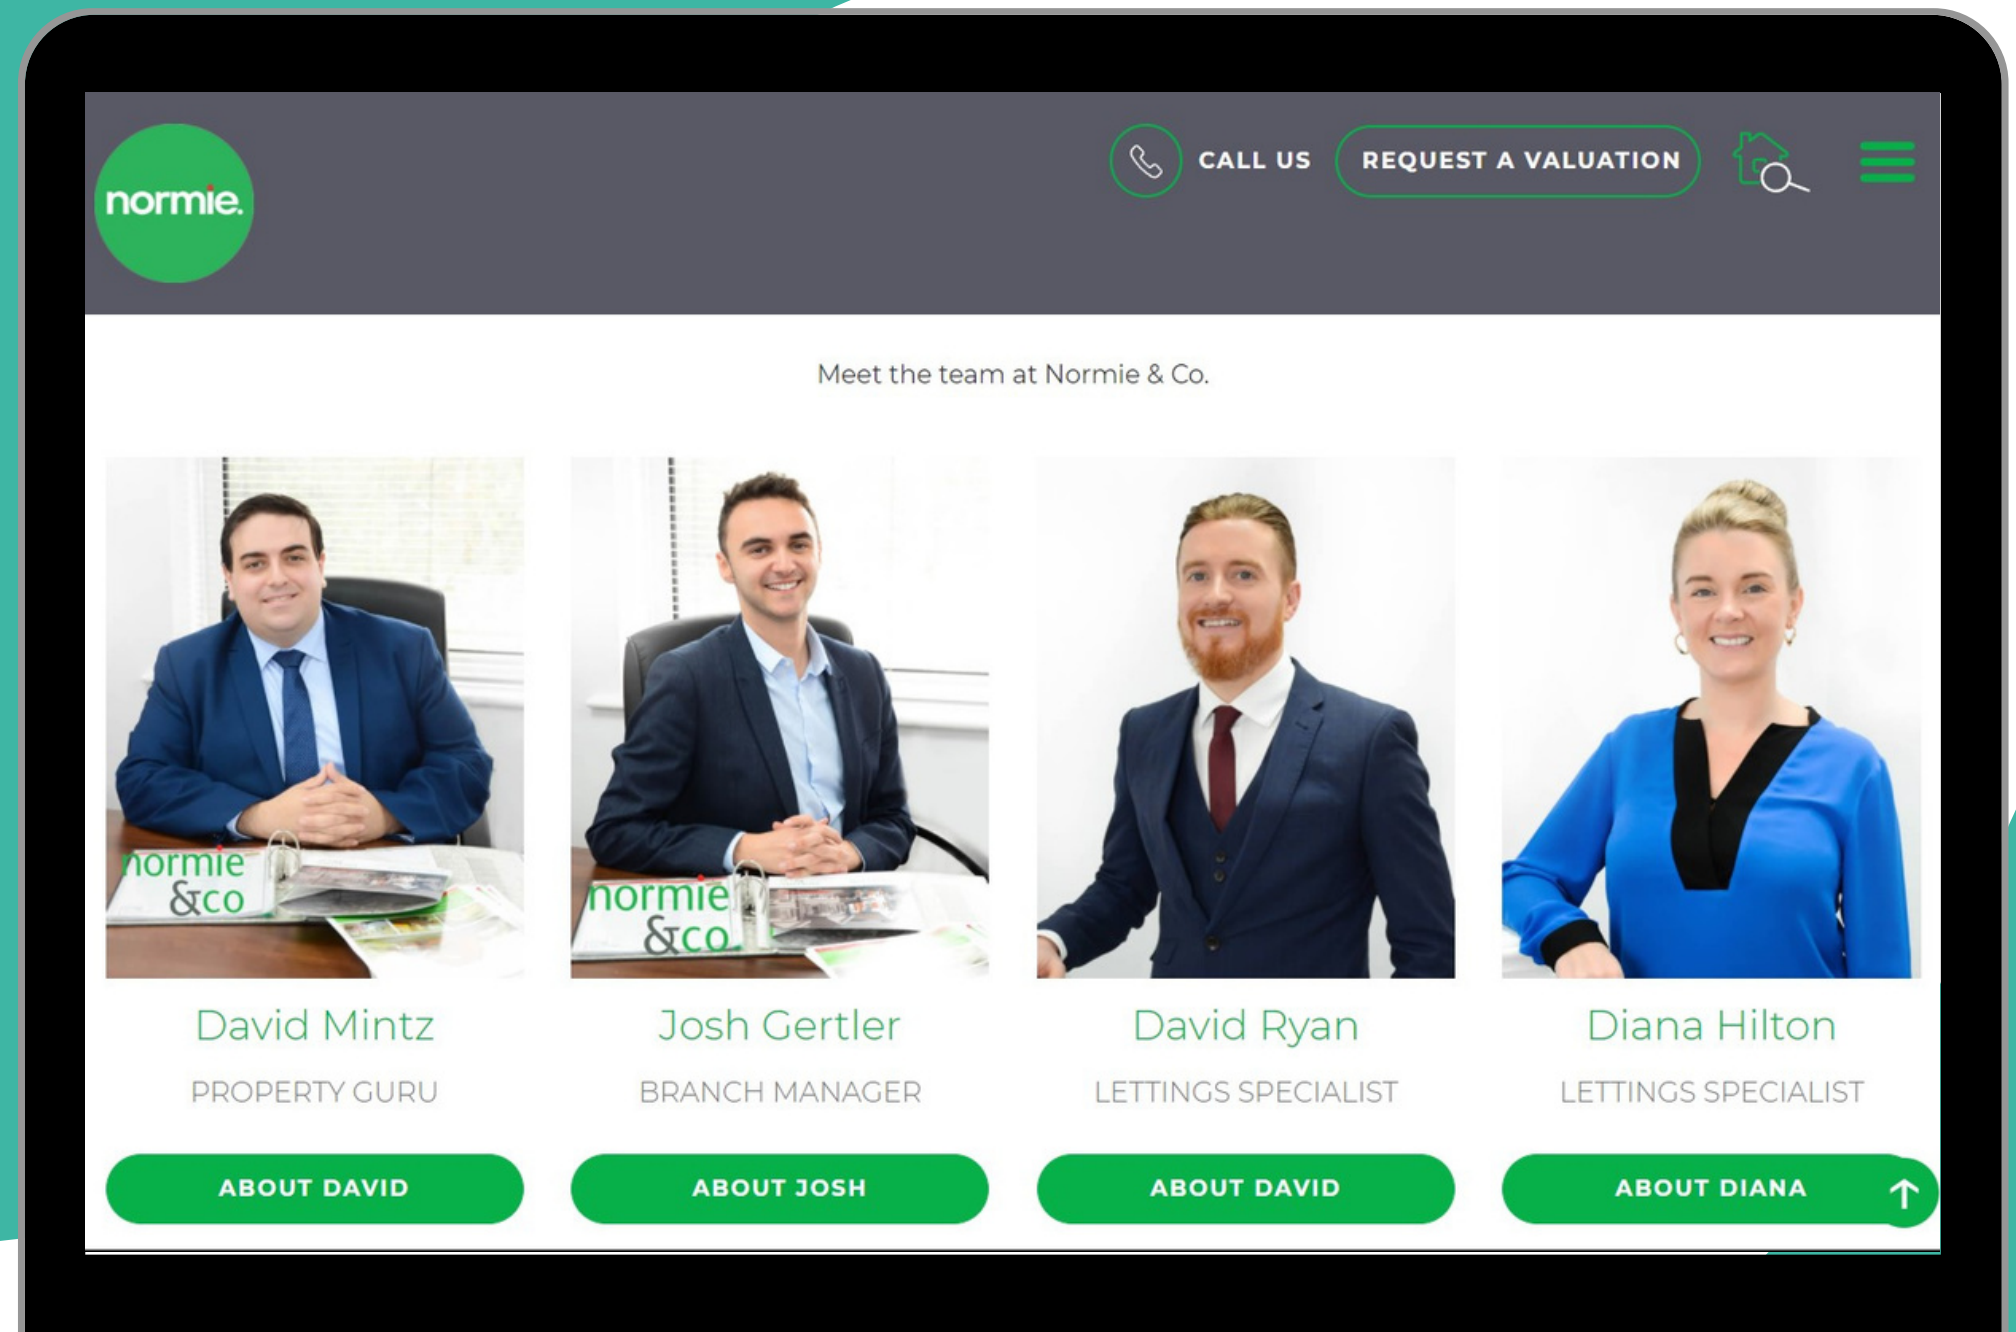 normie.
CALL US
REQUEST A VALUATION
Meet the team at Normie & Co.
normie
&co
normie
&co.
David Mintz
Josh Gertler
David Ryan
Diana Hilton
PROPERTY GURU
BRANCH MANAGER
LETTINGS SPECIALIST
LETTINGS SPECIALIST
ABOUT DAVID
ABOUT JOSH
ABOUT DAVID
ABOUT DIANA